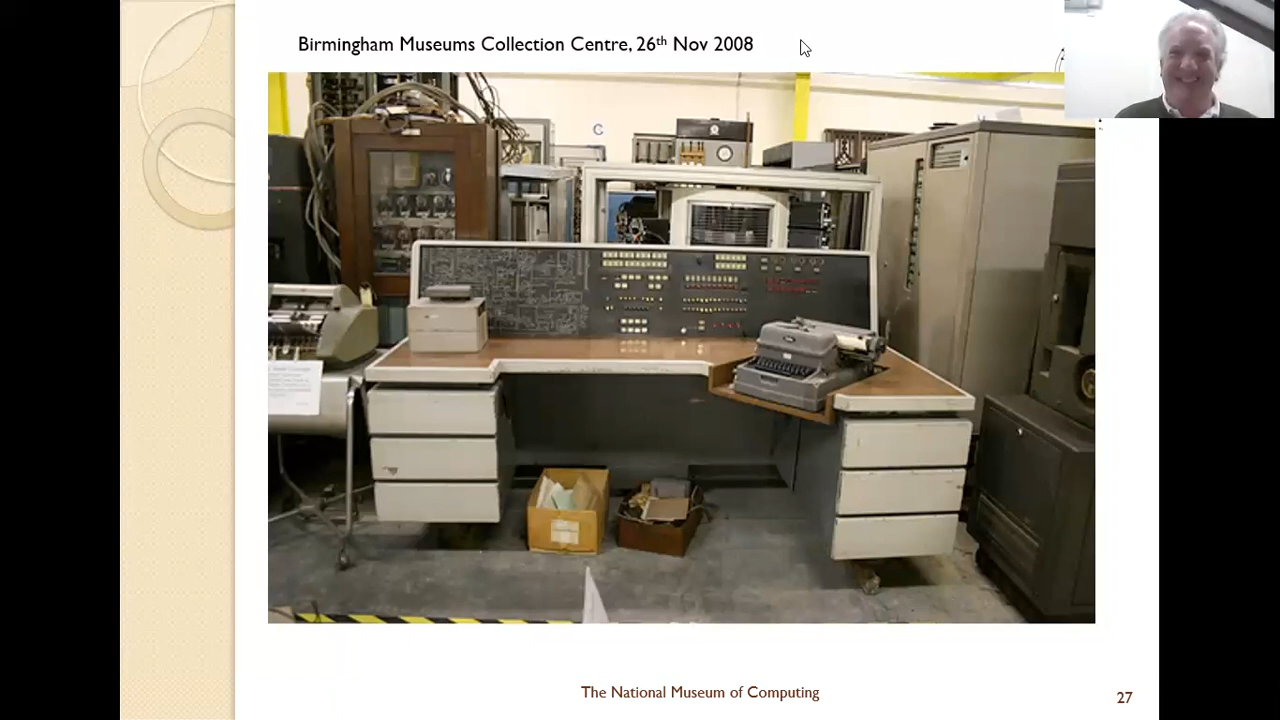 Birmingham Museums Collection Centre, 26th Nov 2008
C
The National Museum of Computing
27